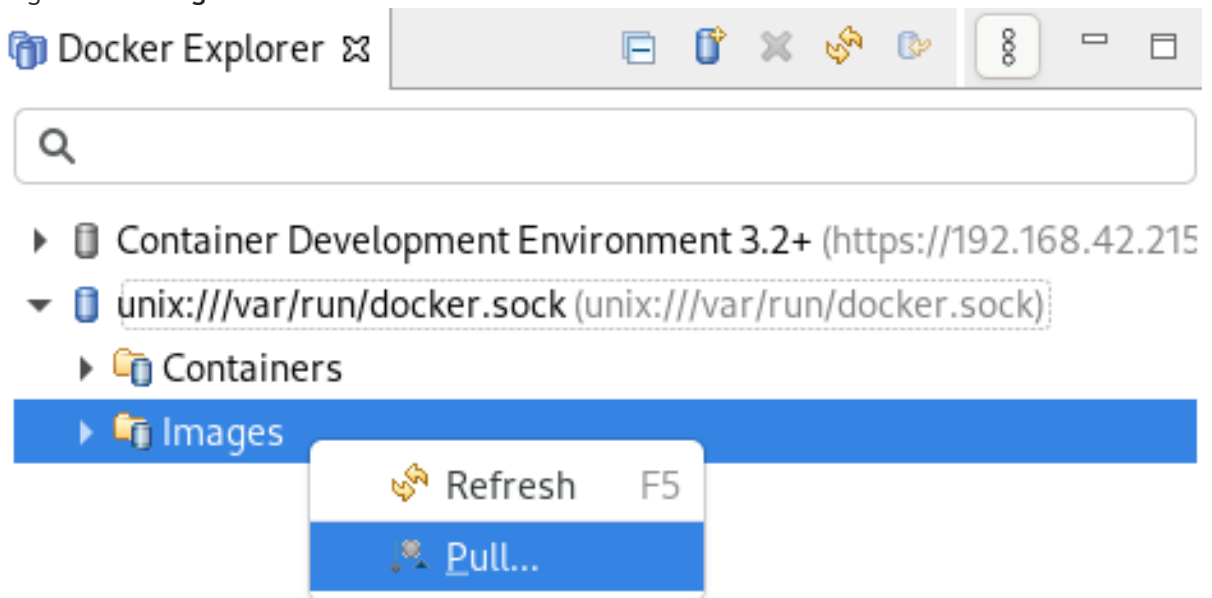 Docker Explorer
Container Development Environment 3.2+ (https://192.168.42.215
unix:///var/run/docker.sock (unix:///var/run/docker.sock)
Containers
Images
Refresh F5
Pull...